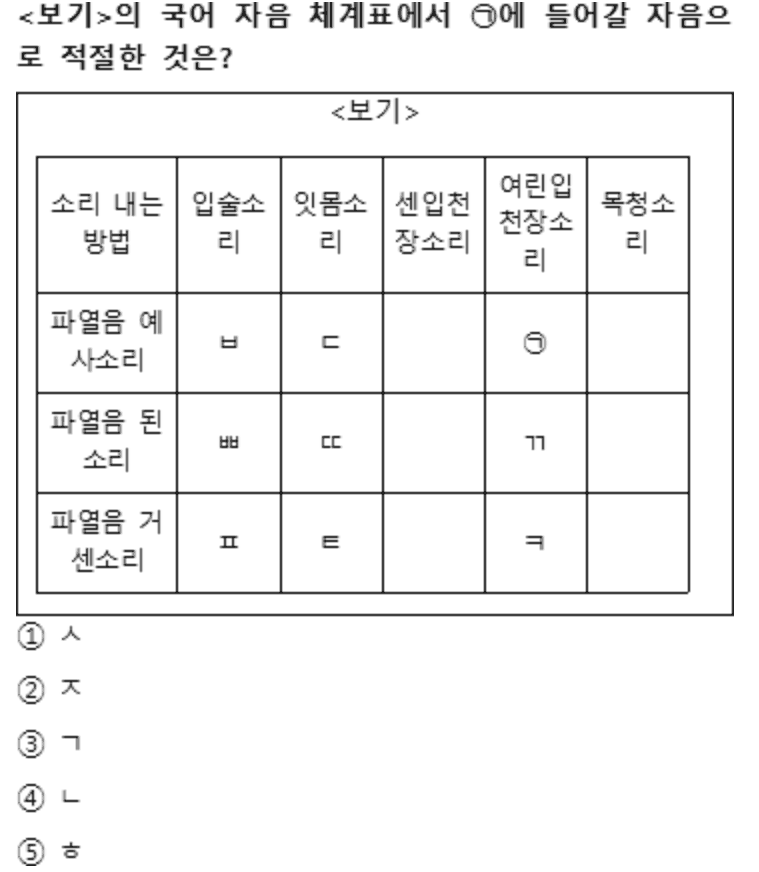 <보기>의 국어 자음 체계표에서 ㉠에 들어갈 자음으
로 적절한 것은?
<보기>
소리 내는 방법 입술소리 잇몸소리 센입천장소리 여린입천장소리 목청소리
파열음 예사소리 ㅂ ㄷ ㉠
파열음 된소리 ㅃ ㄸ ㄲ
파열음 거센소리 ㅍ ㅌ ㅋ
① ㅅ
② ㅈ
③ ㄱ
④ ㄴ
⑤ ㅎ